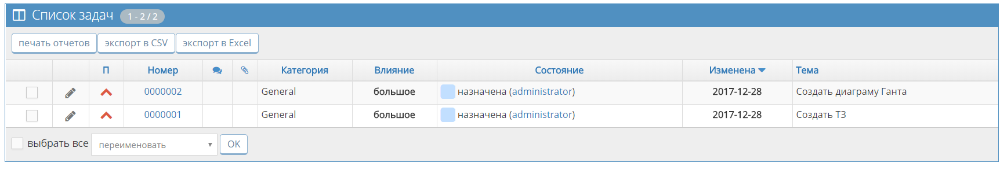 Список задач 1 - 2 / 2
печать отчетов экспорт в CSV экспорт в Excel
П Номер Категория Влияние Состояние Изменена Тема
0000002 General большое назначена (administrator) 2017-12-28 Создать диаграму Ганта
0000001 General большое назначена (administrator) 2017-12-28 Создать ТЗ
выбрать все переименовать OK